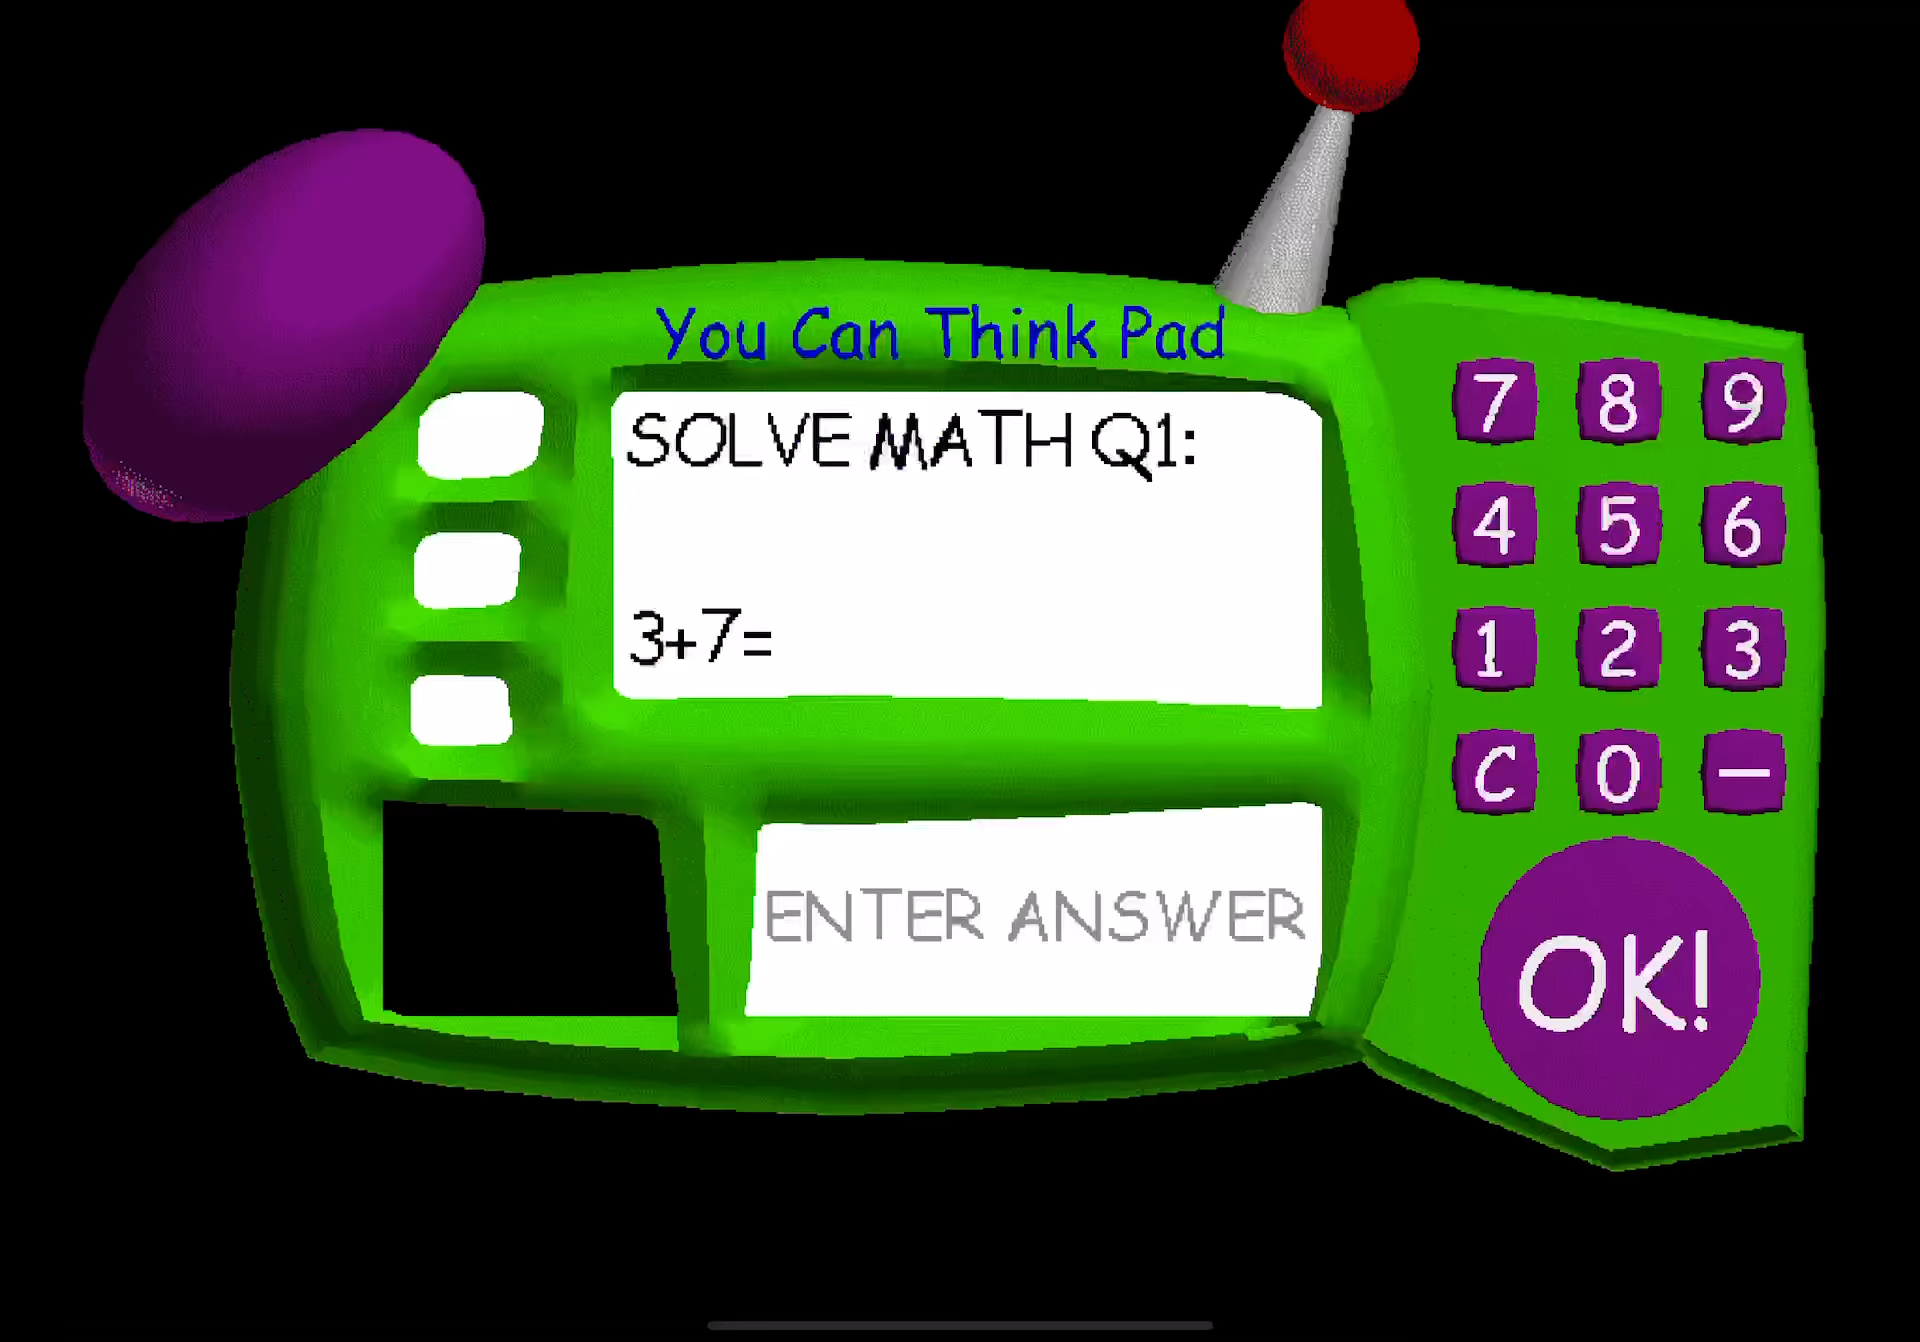 You Can Think Pad
SOLVE MATH Q1:
3+7=
ENTER ANSWER
7 8 9
4 5 6
1 2 3
C 0 —
OK!